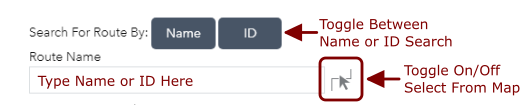 Search For Route By: Name ID
Toggle Between
Name or ID Search
Route Name
Type Name or ID Here
Toggle On/Off
Select From Map